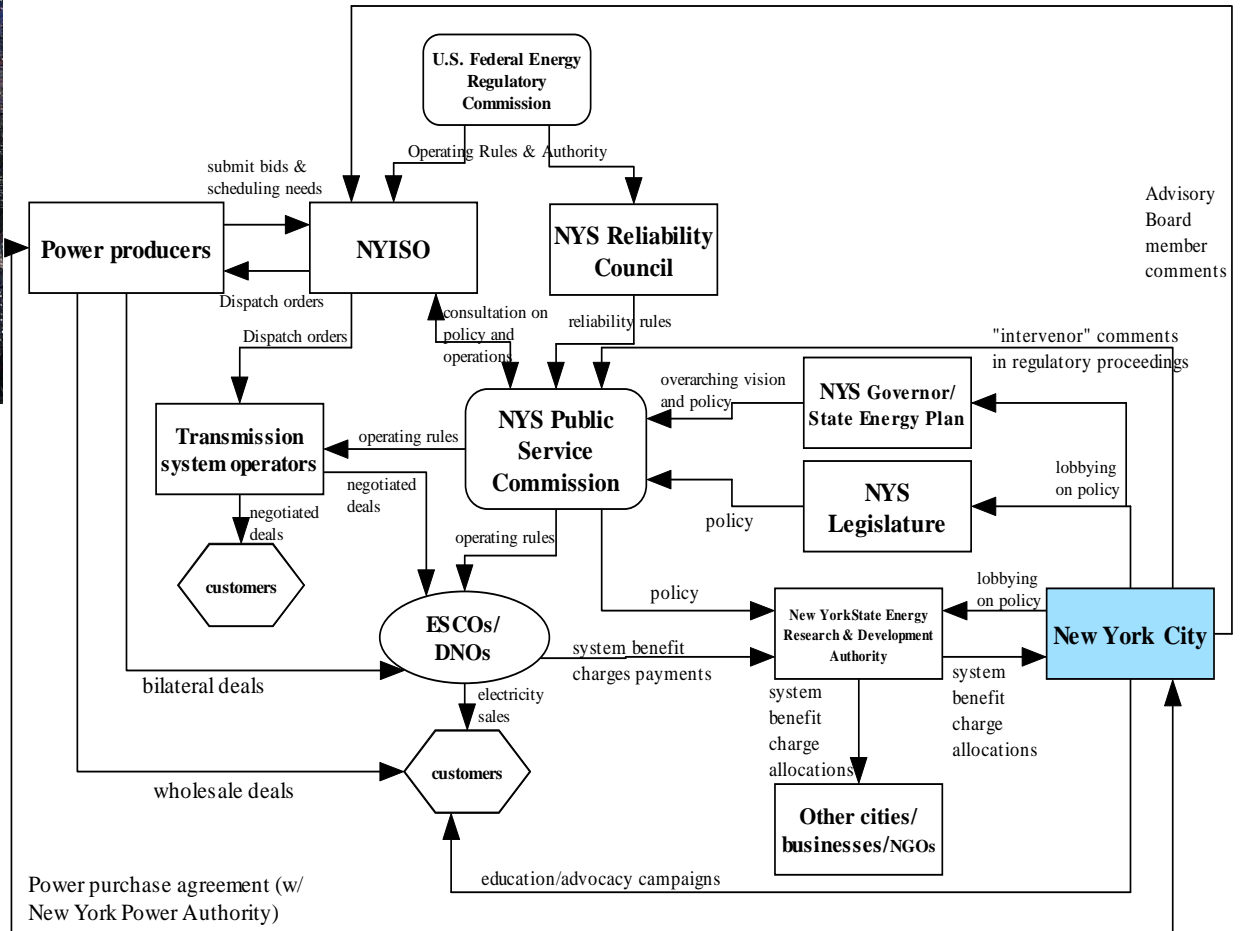 U.S. Federal Energy
Regulatory
Commission
Operating Rules & Authority
submit bids &
scheduling needs
Advisory
Board
member
comments
Power producers
NYISO
NYS Reliability
Council
Dispatch orders
Dispatch orders
consultation on
policy and
operations
reliability rules
"intervenor" comments
in regulatory proceedings
overarching vision
and policy
NYS Governor/
State Energy Plan
NYS Public
Service
Commission
Transmission
system operators
operating rules
negotiated
deals
negotiated
deals
lobbying
on policy
NYS
Legislature
policy
operating rules
customers
policy
lobbying
on policy
New YorkState Energy
Research & Development
Authority
New York City
ESCOs/
DNOs
system benefit
charges payments
bilateral deals
electricity
sales
system
benefit
charge
allocations
system
benefit
charge
allocations
customers
wholesale deals
Other cities/
businesses/NGOs
education/advocacy campaigns
Power purchase agreement (w/
New York Power Authority)